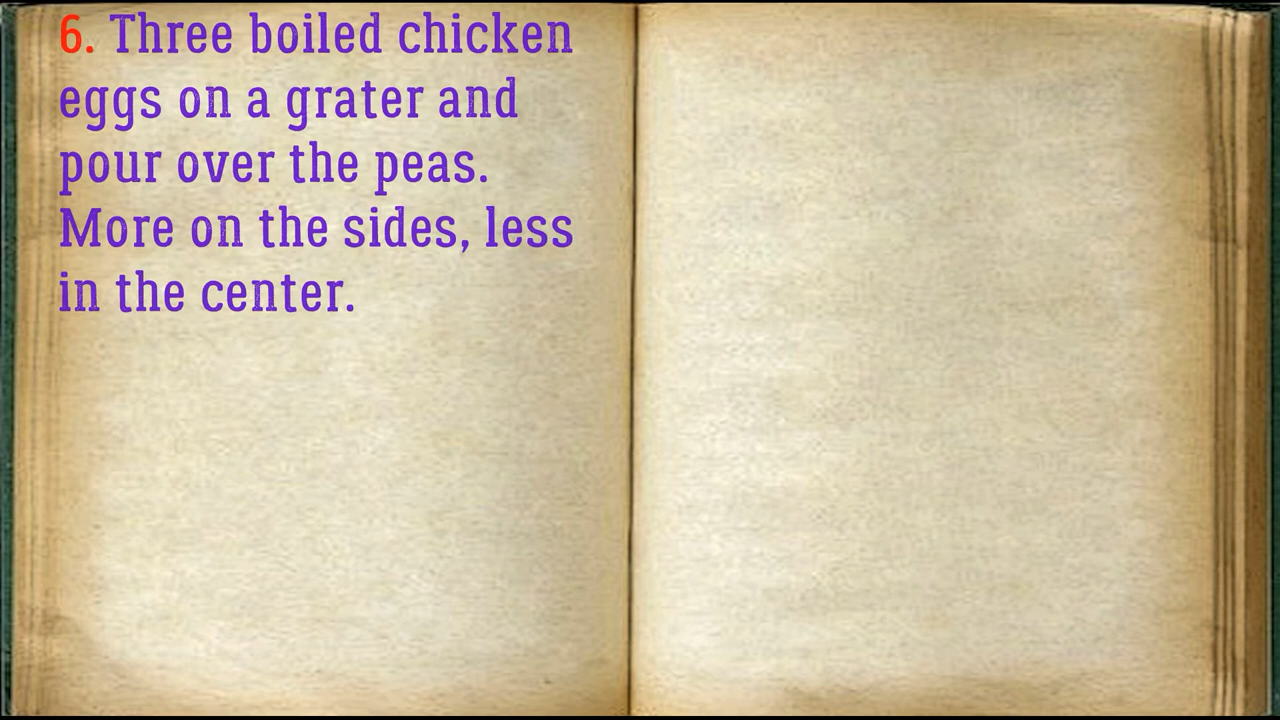 6. Three boiled chicken
eggs on a grater and
pour over the peas.
More on the sides, less
in the center.